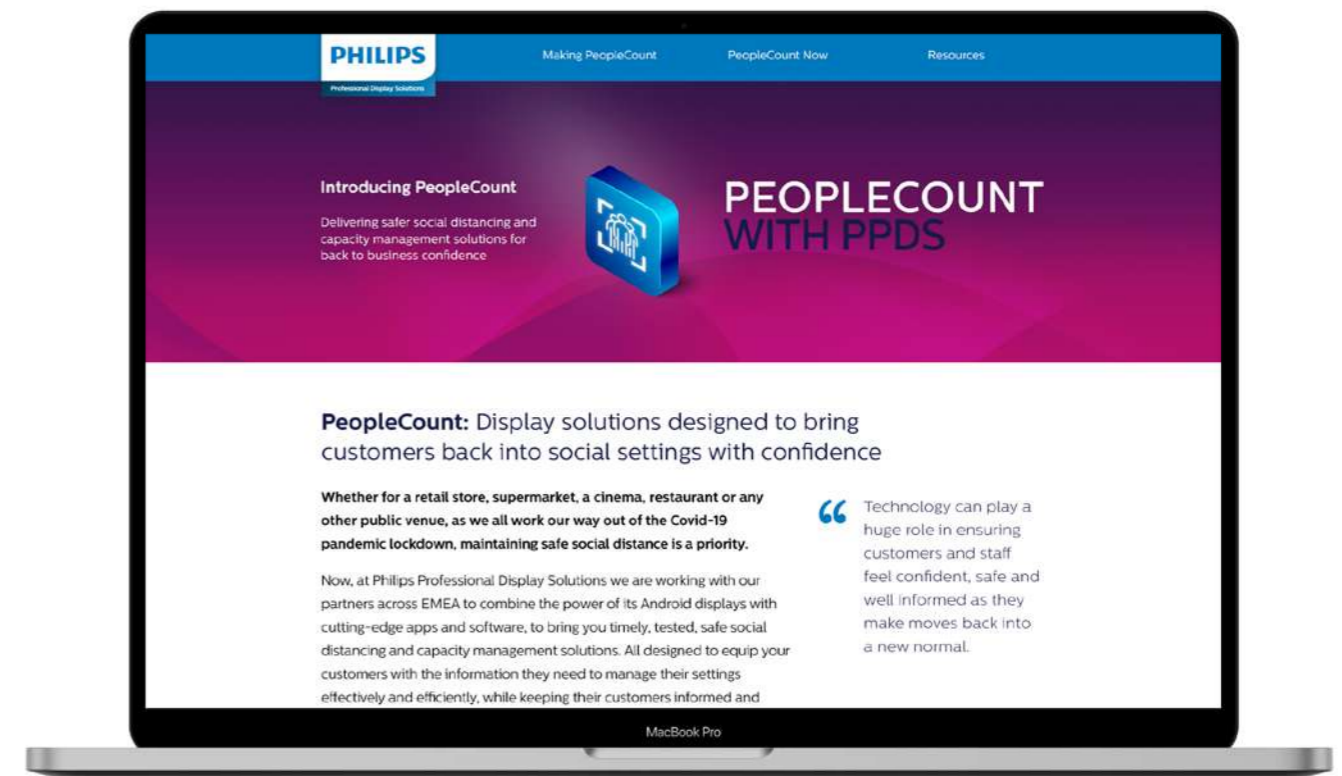 PHILIPS
Professional Display Solutions
Making PeopleCount
PeopleCount Now
Resources
Introducing PeopleCount
Delivering safer social distancing and
capacity management solutions for
back to business confidence
PEOPLECOUNT
WITH PPDS
PeopleCount: Display solutions designed to bring
customers back into social settings with confidence
Whether for a retail store, supermarket, a cinema, restaurant or any
other public venue, as we all work our way out of the Covid-19
pandemic lockdown, maintaining safe social distance is a priority.
Now, at Philips Professional Display Solutions we are working with our
partners across EMEA to combine the power of its Android displays with
cutting-edge apps and software, to bring you timely, tested, safe social
distancing and capacity management solutions. All designed to equip your
customers with the information they need to manage their settings
effectively and efficiently, while keeping their customers informed and
“ Technology can play a
huge role in ensuring
customers and staff
feel confident, safe and
well informed as they
make moves back into
a new normal.
MacBook Pro